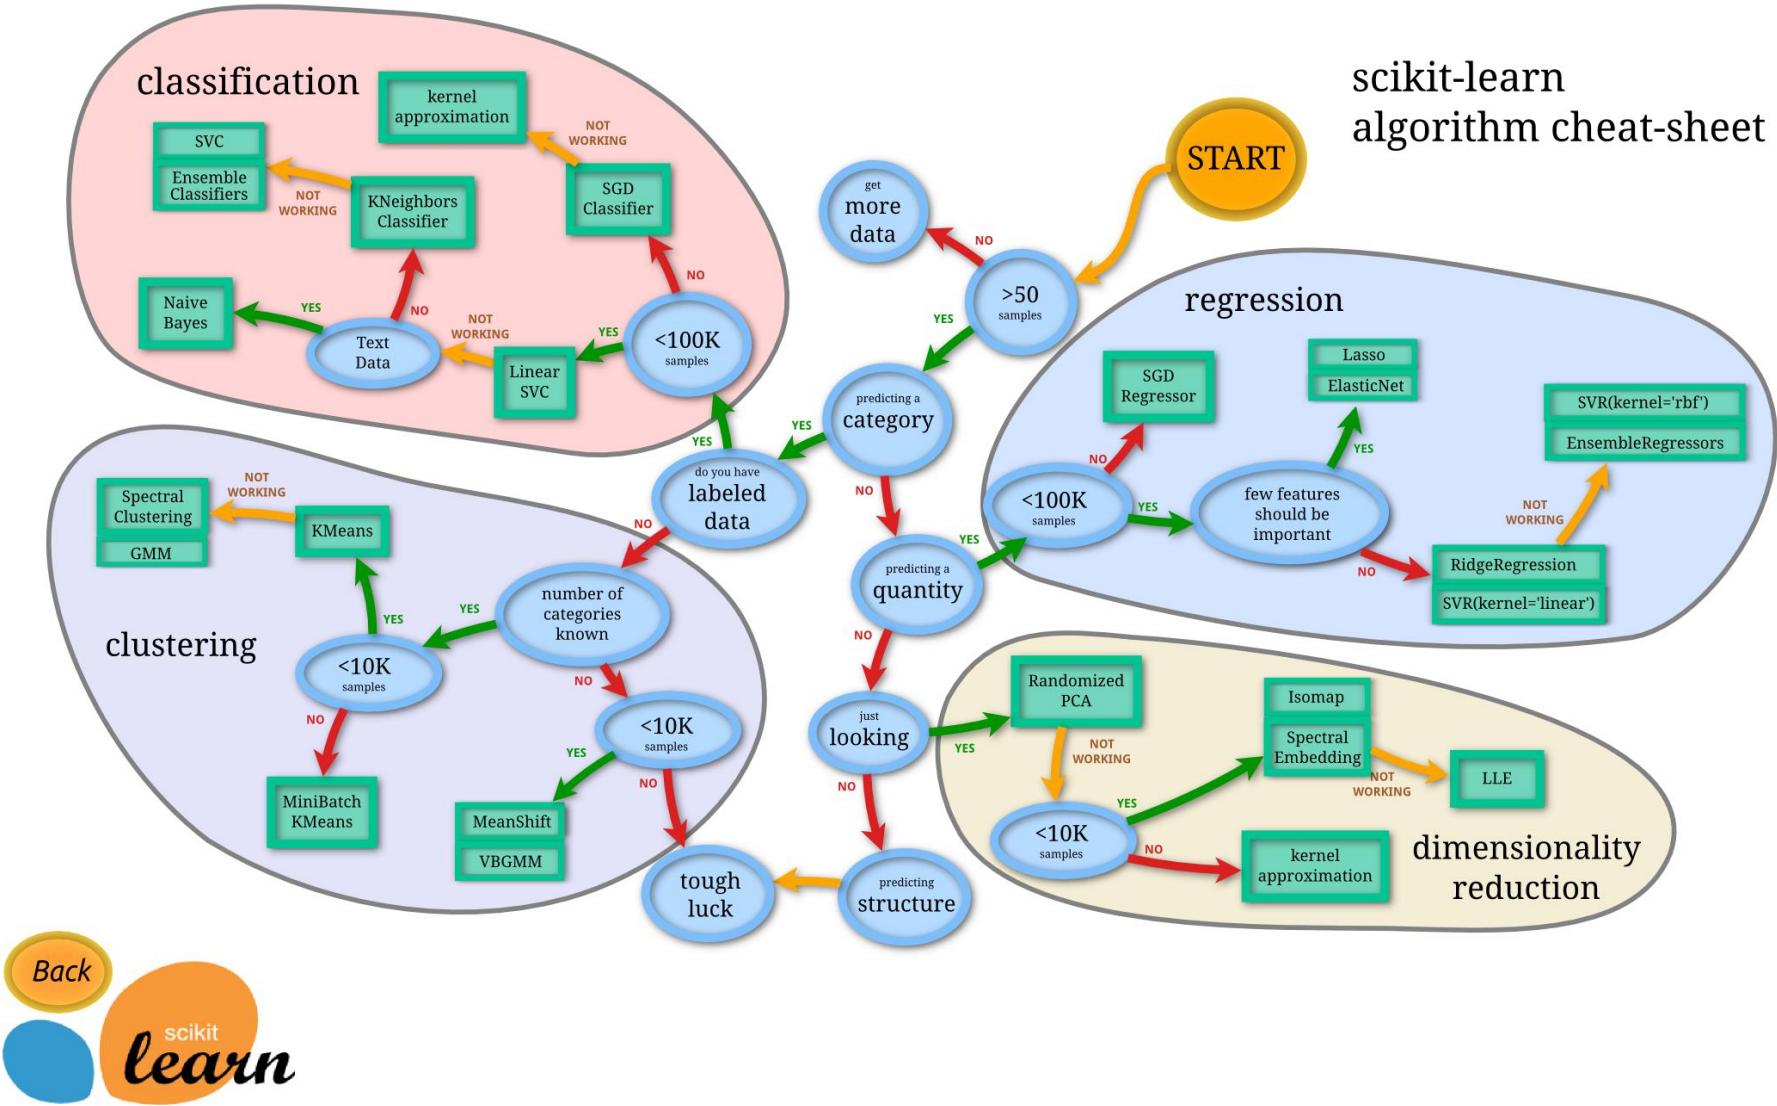 scikit-learn
algorithm cheat-sheet
START
get
more
data
NO
>50
samples
YES
predicting a
category
YES
NO
do you have
labeled
data
YES
NO
predicting a
quantity
YES
NO
just
looking
YES
NO
predicting
structure
tough
luck
classification
kernel
approximation
NOT
WORKING
SGD
Classifier
NO
<100K
samples
YES
Linear
SVC
NOT
WORKING
Text
Data
YES
NO
Naive
Bayes
KNeighbors
Classifier
NOT
WORKING
SVC
Ensemble
Classifiers
regression
<100K
samples
NO
YES
SGD
Regressor
few features
should be
important
YES
NO
Lasso
ElasticNet
RidgeRegression
SVR(kernel='linear')
NOT
WORKING
SVR(kernel='rbf')
EnsembleRegressors
clustering
number of
categories
known
YES
NO
<10K
samples
YES
NO
KMeans
NOT
WORKING
Spectral
Clustering
GMM
MiniBatch
KMeans
<10K
samples
YES
NO
MeanShift
VBGMM
dimensionality
reduction
Randomized
PCA
NOT
WORKING
<10K
samples
YES
NO
Isomap
Spectral
Embedding
NOT
WORKING
LLE
kernel
approximation
Back
scikit
learn